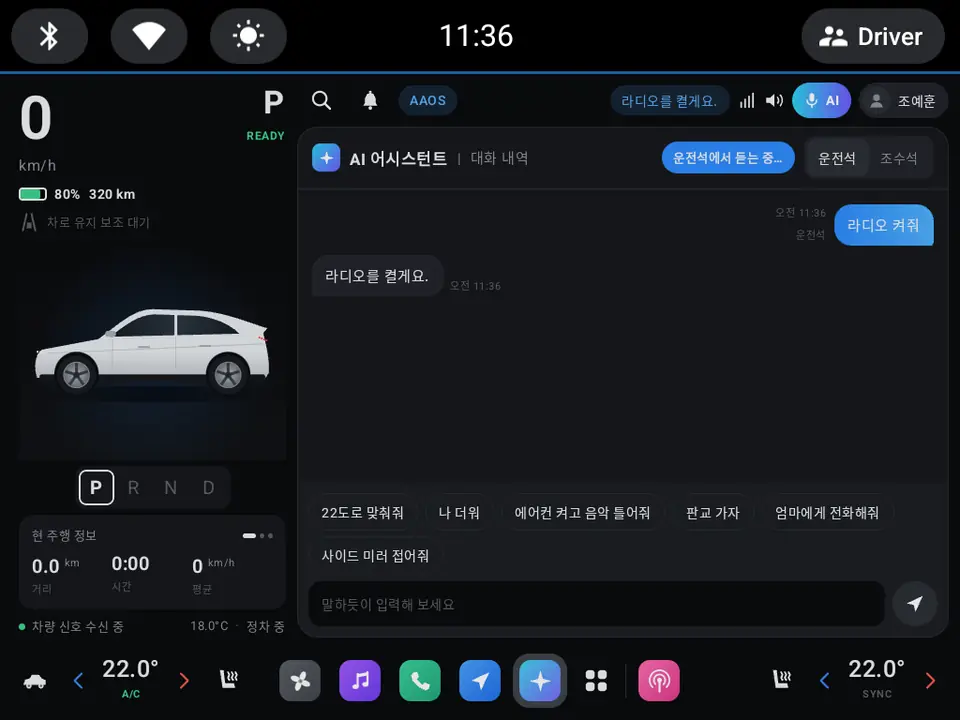 11:36
Driver
0
P
READY
km/h
80% 320 km
차로 유지 보조 대기
P R N D
현 주행 정보
0.0 km 0:00 0 km/h
거리 시간 평균
차량 신호 수신 중 18.0°C · 정차 중
AAOS
라디오를 켤게요.
AI
조예훈
AI 어시스턴트 | 대화 내역
운전석에서 듣는 중…
운전석 조수석
오전 11:36
운전석
라디오 켜줘
라디오를 켤게요.
오전 11:36
22도로 맞춰줘 나 더워 에어컨 켜고 음악 틀어줘 판교 가자 엄마에게 전화해줘
사이드 미러 접어줘
말하듯이 입력해 보세요
22.0°
A/C
22.0°
SYNC